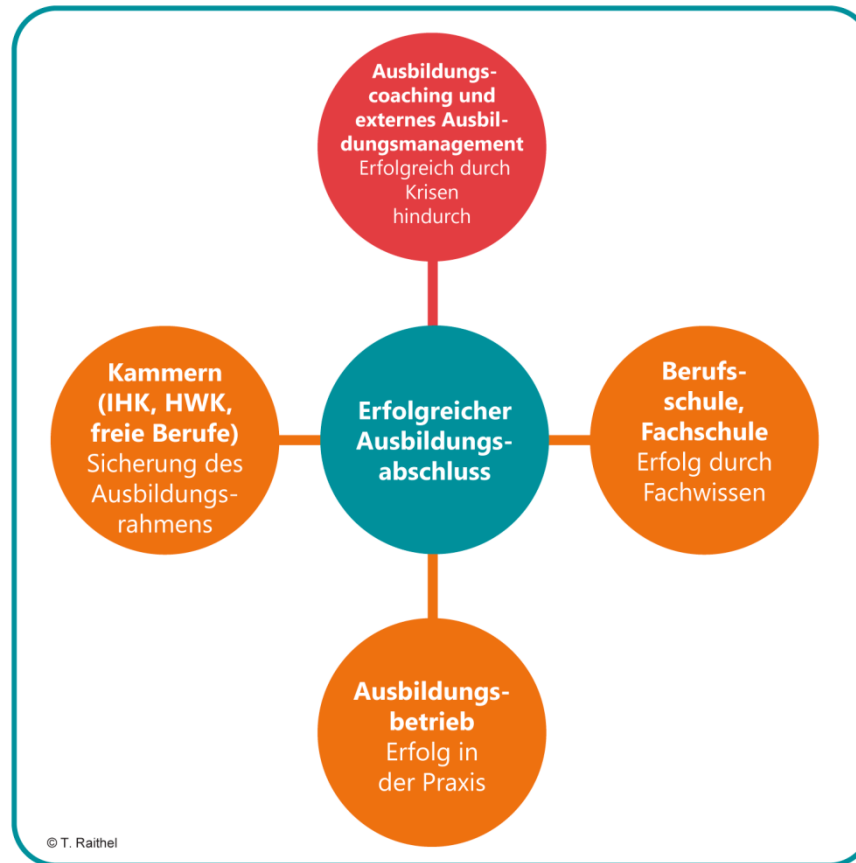 Ausbildungs-
coaching und
externes Ausbil-
dungsmanagement
Erfolgreich durch
Krisen
hindurch
Kammern
(IHK, HWK,
freie Berufe)
Sicherung des
Ausbildungs-
rahmens
Erfolgreicher
Ausbildungs-
abschluss
Berufs-
schule,
Fachschule
Erfolg durch
Fachwissen
Ausbildungs-
betrieb
Erfolg in
der Praxis
© T. Raithel